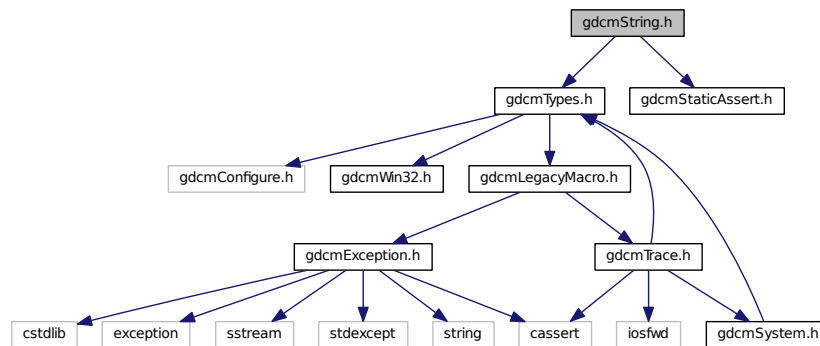 gdcmString.h
gdcmTypes.h
gdcmStaticAssert.h
gdcmConfigure.h
gdcmWin32.h
gdcmLegacyMacro.h
gdcmException.h
gdcmTrace.h
cstdlib
exception
sstream
stdexcept
string
cassert
iosfwd
gdcmSystem.h